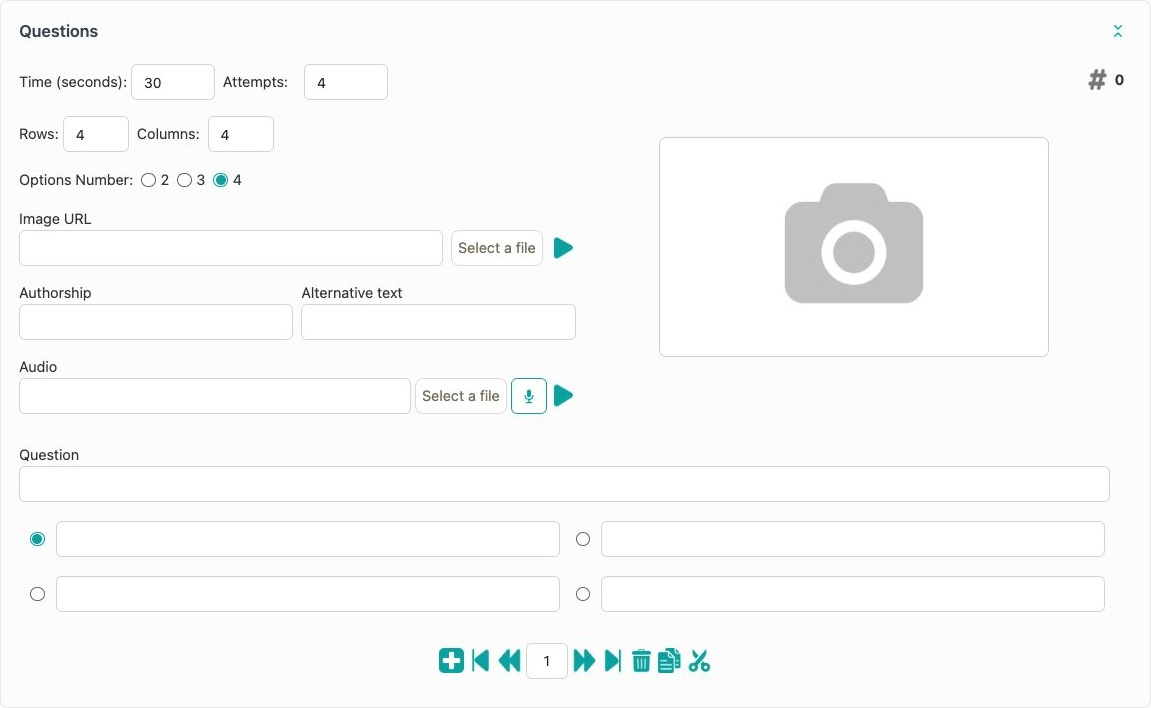 Questions
Time (seconds): 30 Attempts: 4
# 0
Rows: 4 Columns: 4
Options Number: 2 3 4
Image URL
Select a file
Authorship Alternative text
Audio
Select a file
Question
1